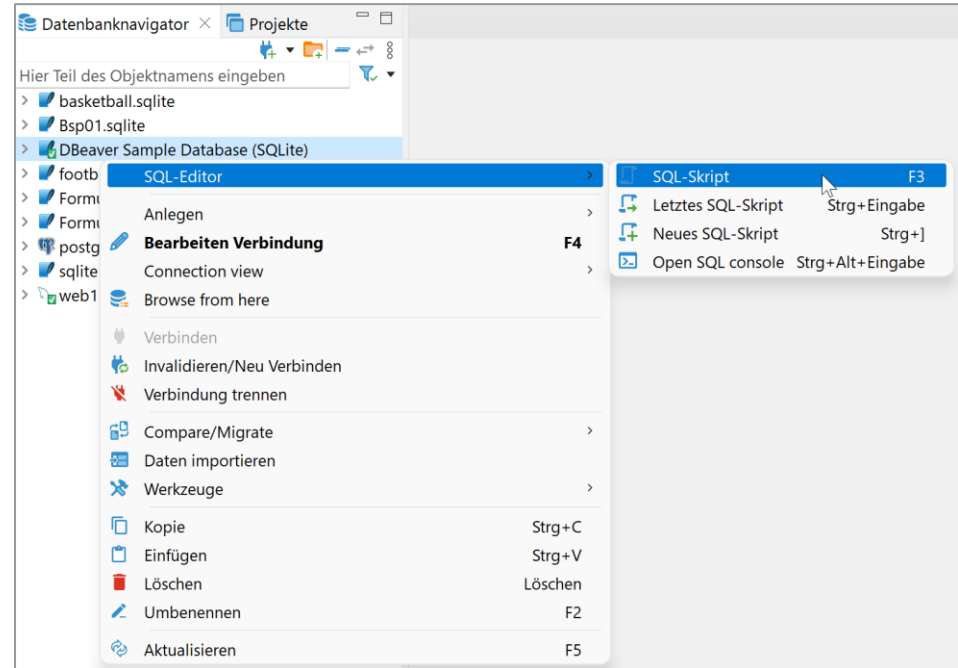 Datenbanknavigator Projekte
Hier Teil des Objektnamens eingeben
basketball.sqlite
Bsp01.sqlite
DBeaver Sample Database (SQLite)
footb
Formu
Formu
postg
sqlite
web1
SQL-Editor
Anlegen
Bearbeiten Verbindung F4
Connection view
Browse from here
Verbinden
Invalidieren/Neu Verbinden
Verbindung trennen
Compare/Migrate
Daten importieren
Werkzeuge
Kopie Strg+C
Einfügen Strg+V
Löschen Löschen
Umbenennen F2
Aktualisieren F5
SQL-Skript F3
Letztes SQL-Skript Strg+Eingabe
Neues SQL-Skript Strg+]
Open SQL console Strg+Alt+Eingabe